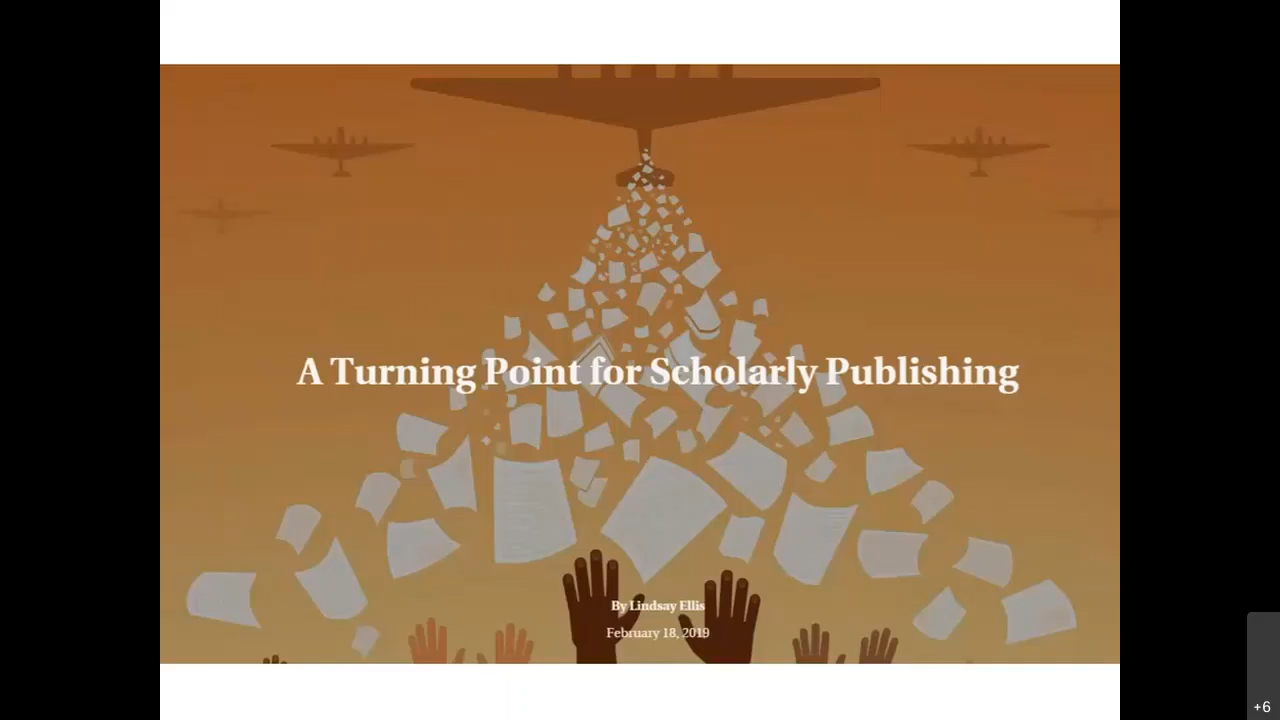 A Turning Point for Scholarly Publishing
By Lindsay Ellis
February 18, 2019
+6